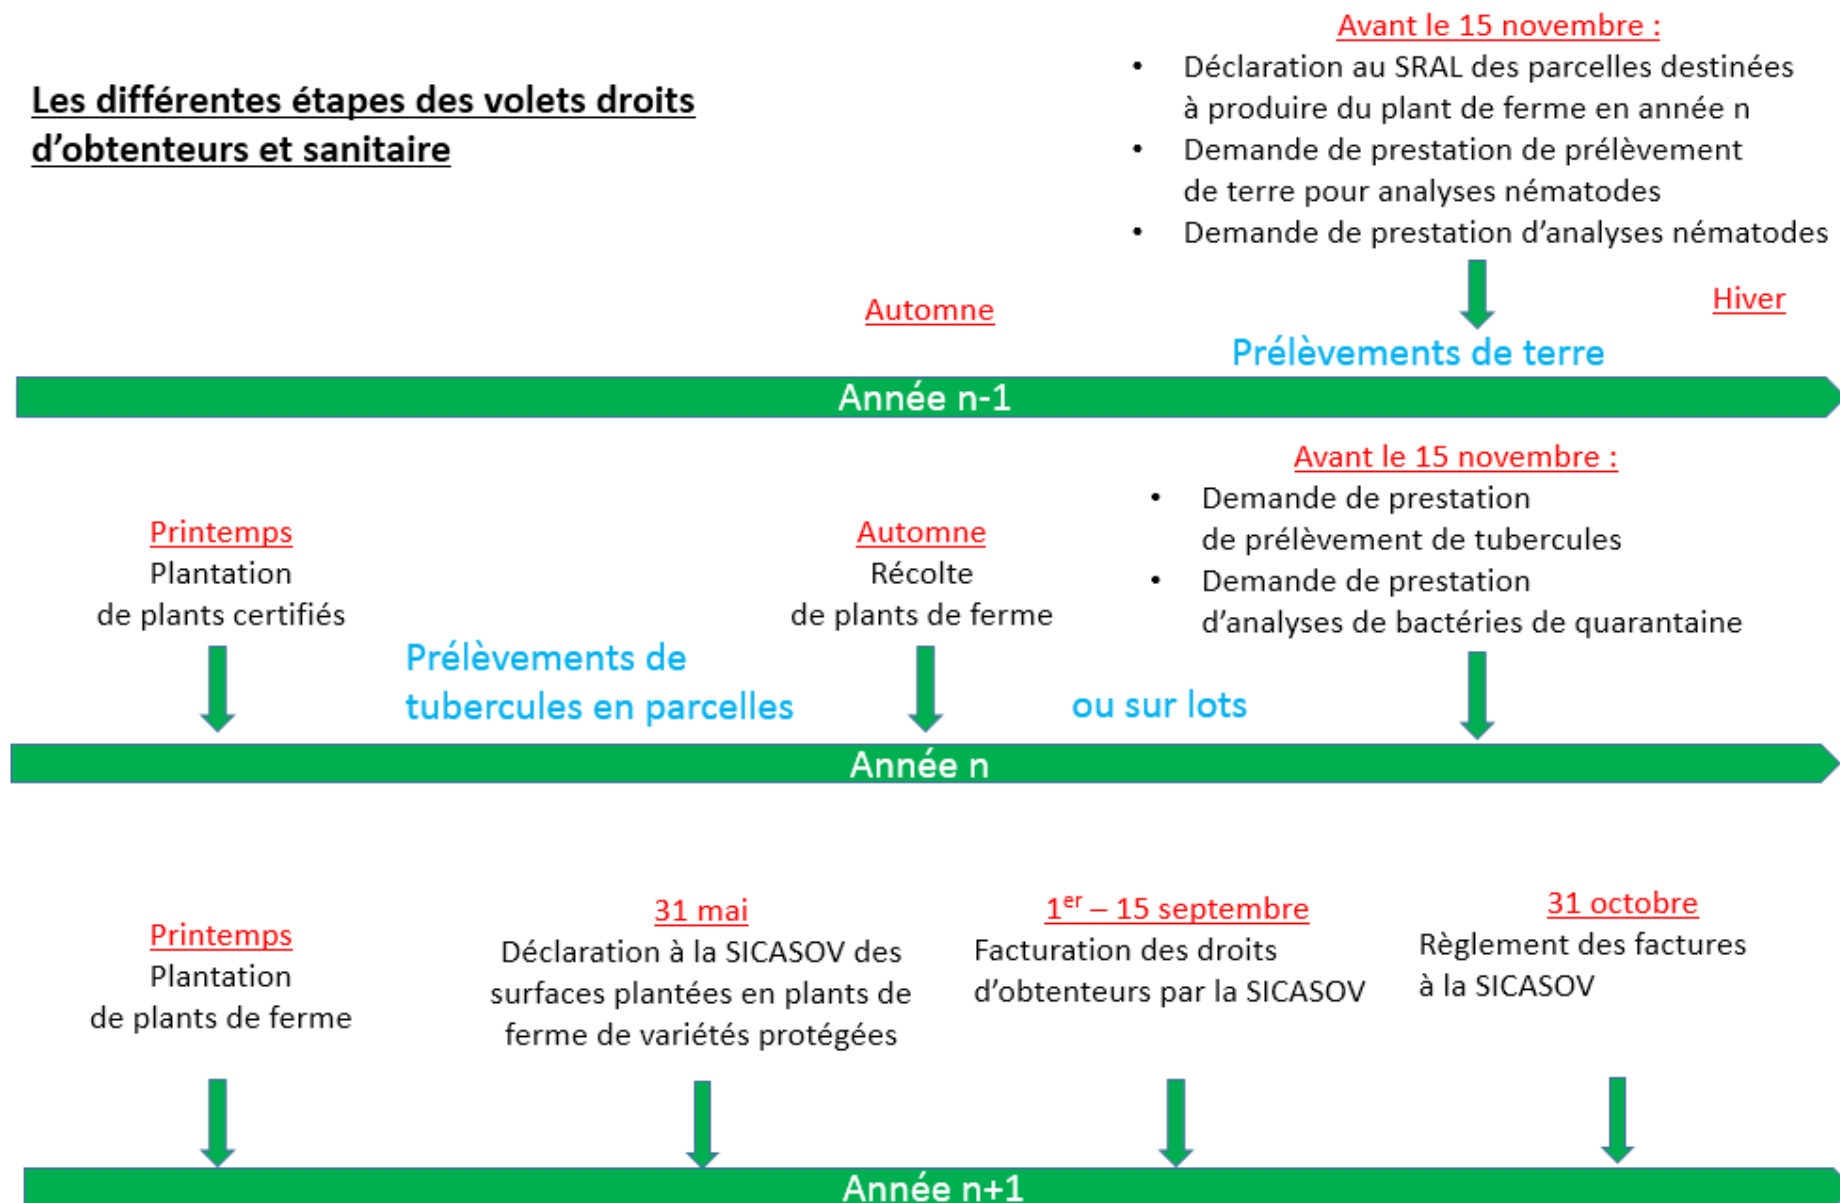 Les différentes étapes des volets droits
d'obtenteurs et sanitaire
Avant le 15 novembre :
• Déclaration au SRAL des parcelles destinées
à produire du plant de ferme en année n
• Demande de prestation de prélèvement
de terre pour analyses nématodes
• Demande de prestation d'analyses nématodes
Automne
Hiver
Prélèvements de terre
Année n-1
Printemps
Plantation
de plants certifiés
Prélèvements de
tubercules en parcelles
Automne
Récolte
de plants de ferme
ou sur lots
Avant le 15 novembre :
• Demande de prestation
de prélèvement de tubercules
• Demande de prestation
d'analyses de bactéries de quarantaine
Année n
Printemps
Plantation
de plants de ferme
31 mai
Déclaration à la SICASOV des
surfaces plantées en plants de
ferme de variétés protégées
1er – 15 septembre
Facturation des droits
d'obtenteurs par la SICASOV
31 octobre
Règlement des factures
à la SICASOV
Année n+1